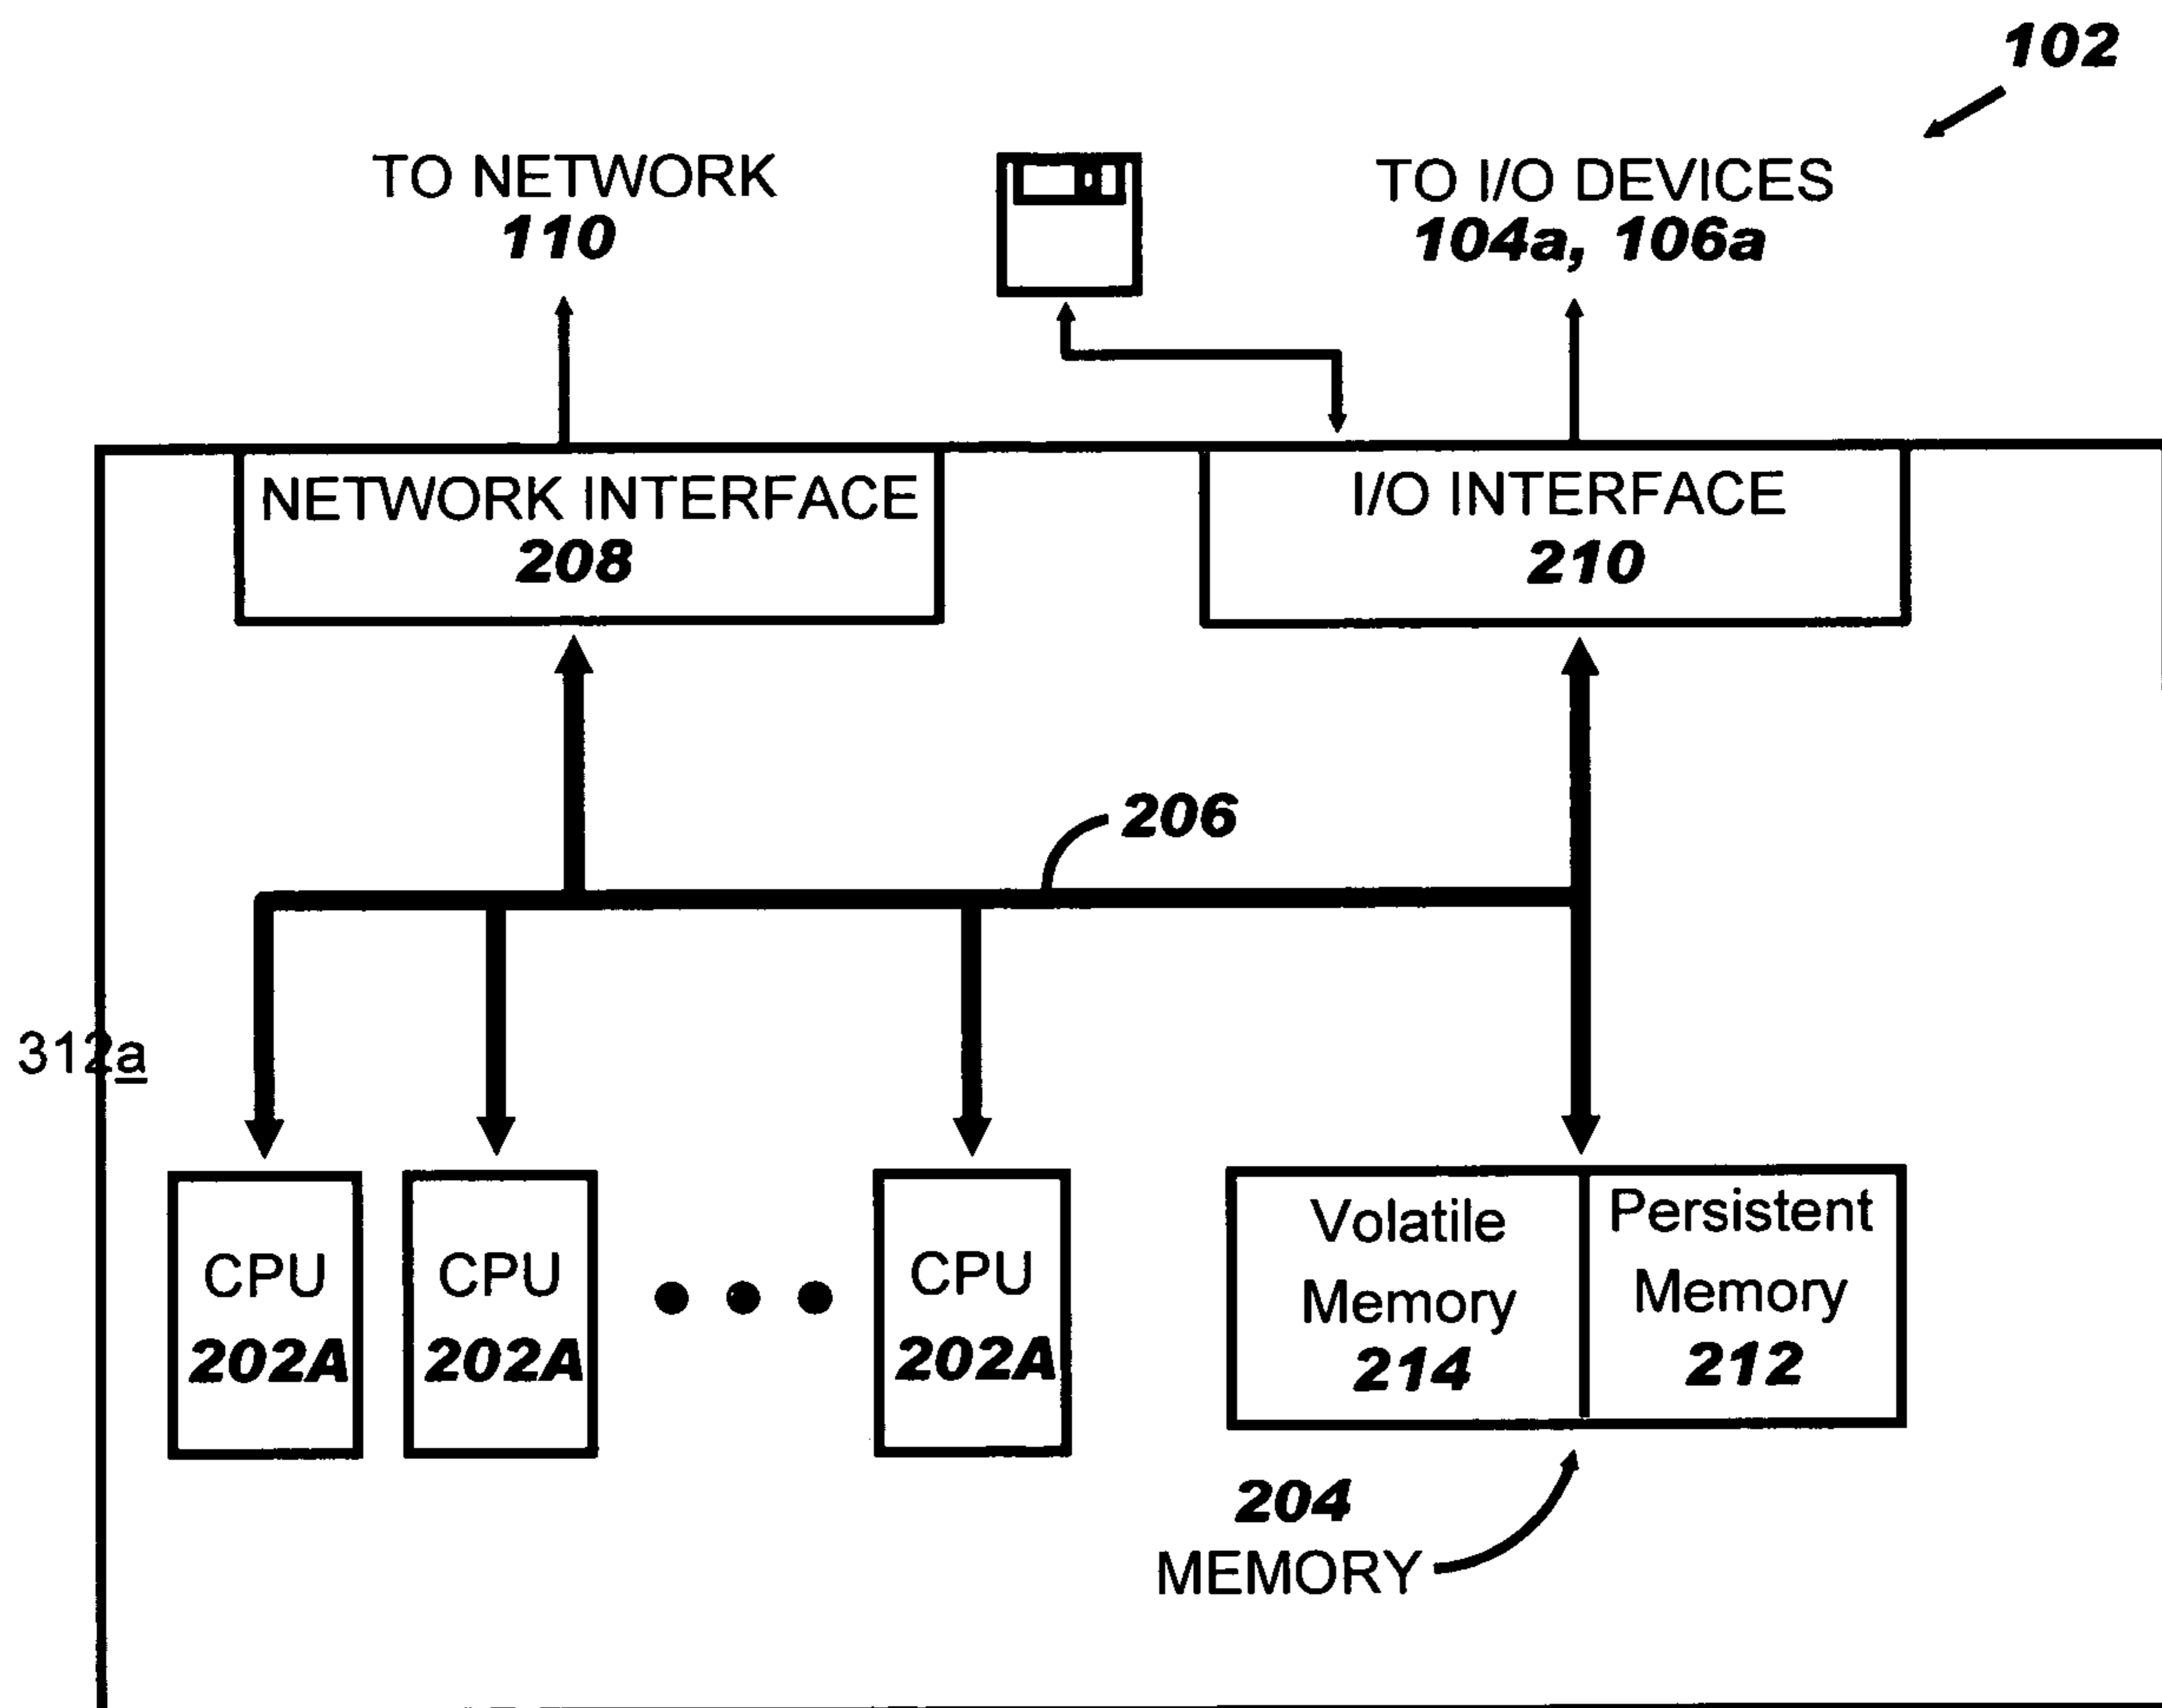 102
TO NETWORK
110
TO I/O DEVICES
104a, 106a
NETWORK INTERFACE
208
I/O INTERFACE
210
206
312a
CPU
202A
CPU
202A
CPU
202A
Volatile
Memory
214
Persistent
Memory
212
204
MEMORY